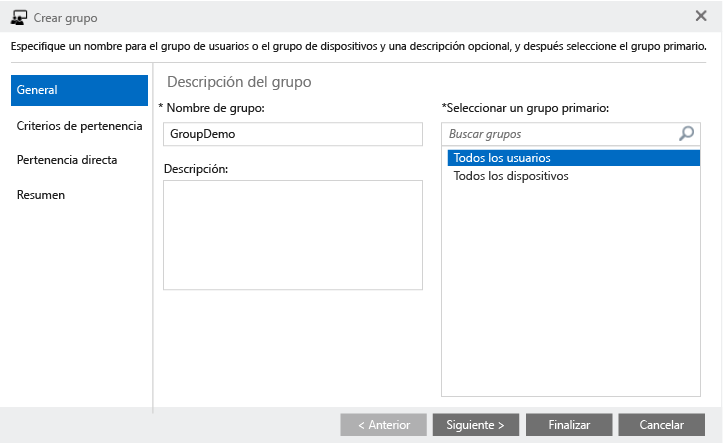 Crear grupo
Especifique un nombre para el grupo de usuarios o el grupo de dispositivos y una descripción opcional, y después seleccione el grupo primario.
General
Criterios de pertenencia
Pertenencia directa
Resumen
Descripción del grupo
* Nombre de grupo:
GroupDemo
Descripción:
*Seleccionar un grupo primario:
Buscar grupos
Todos los usuarios
Todos los dispositivos
< Anterior
Siguiente >
Finalizar
Cancelar